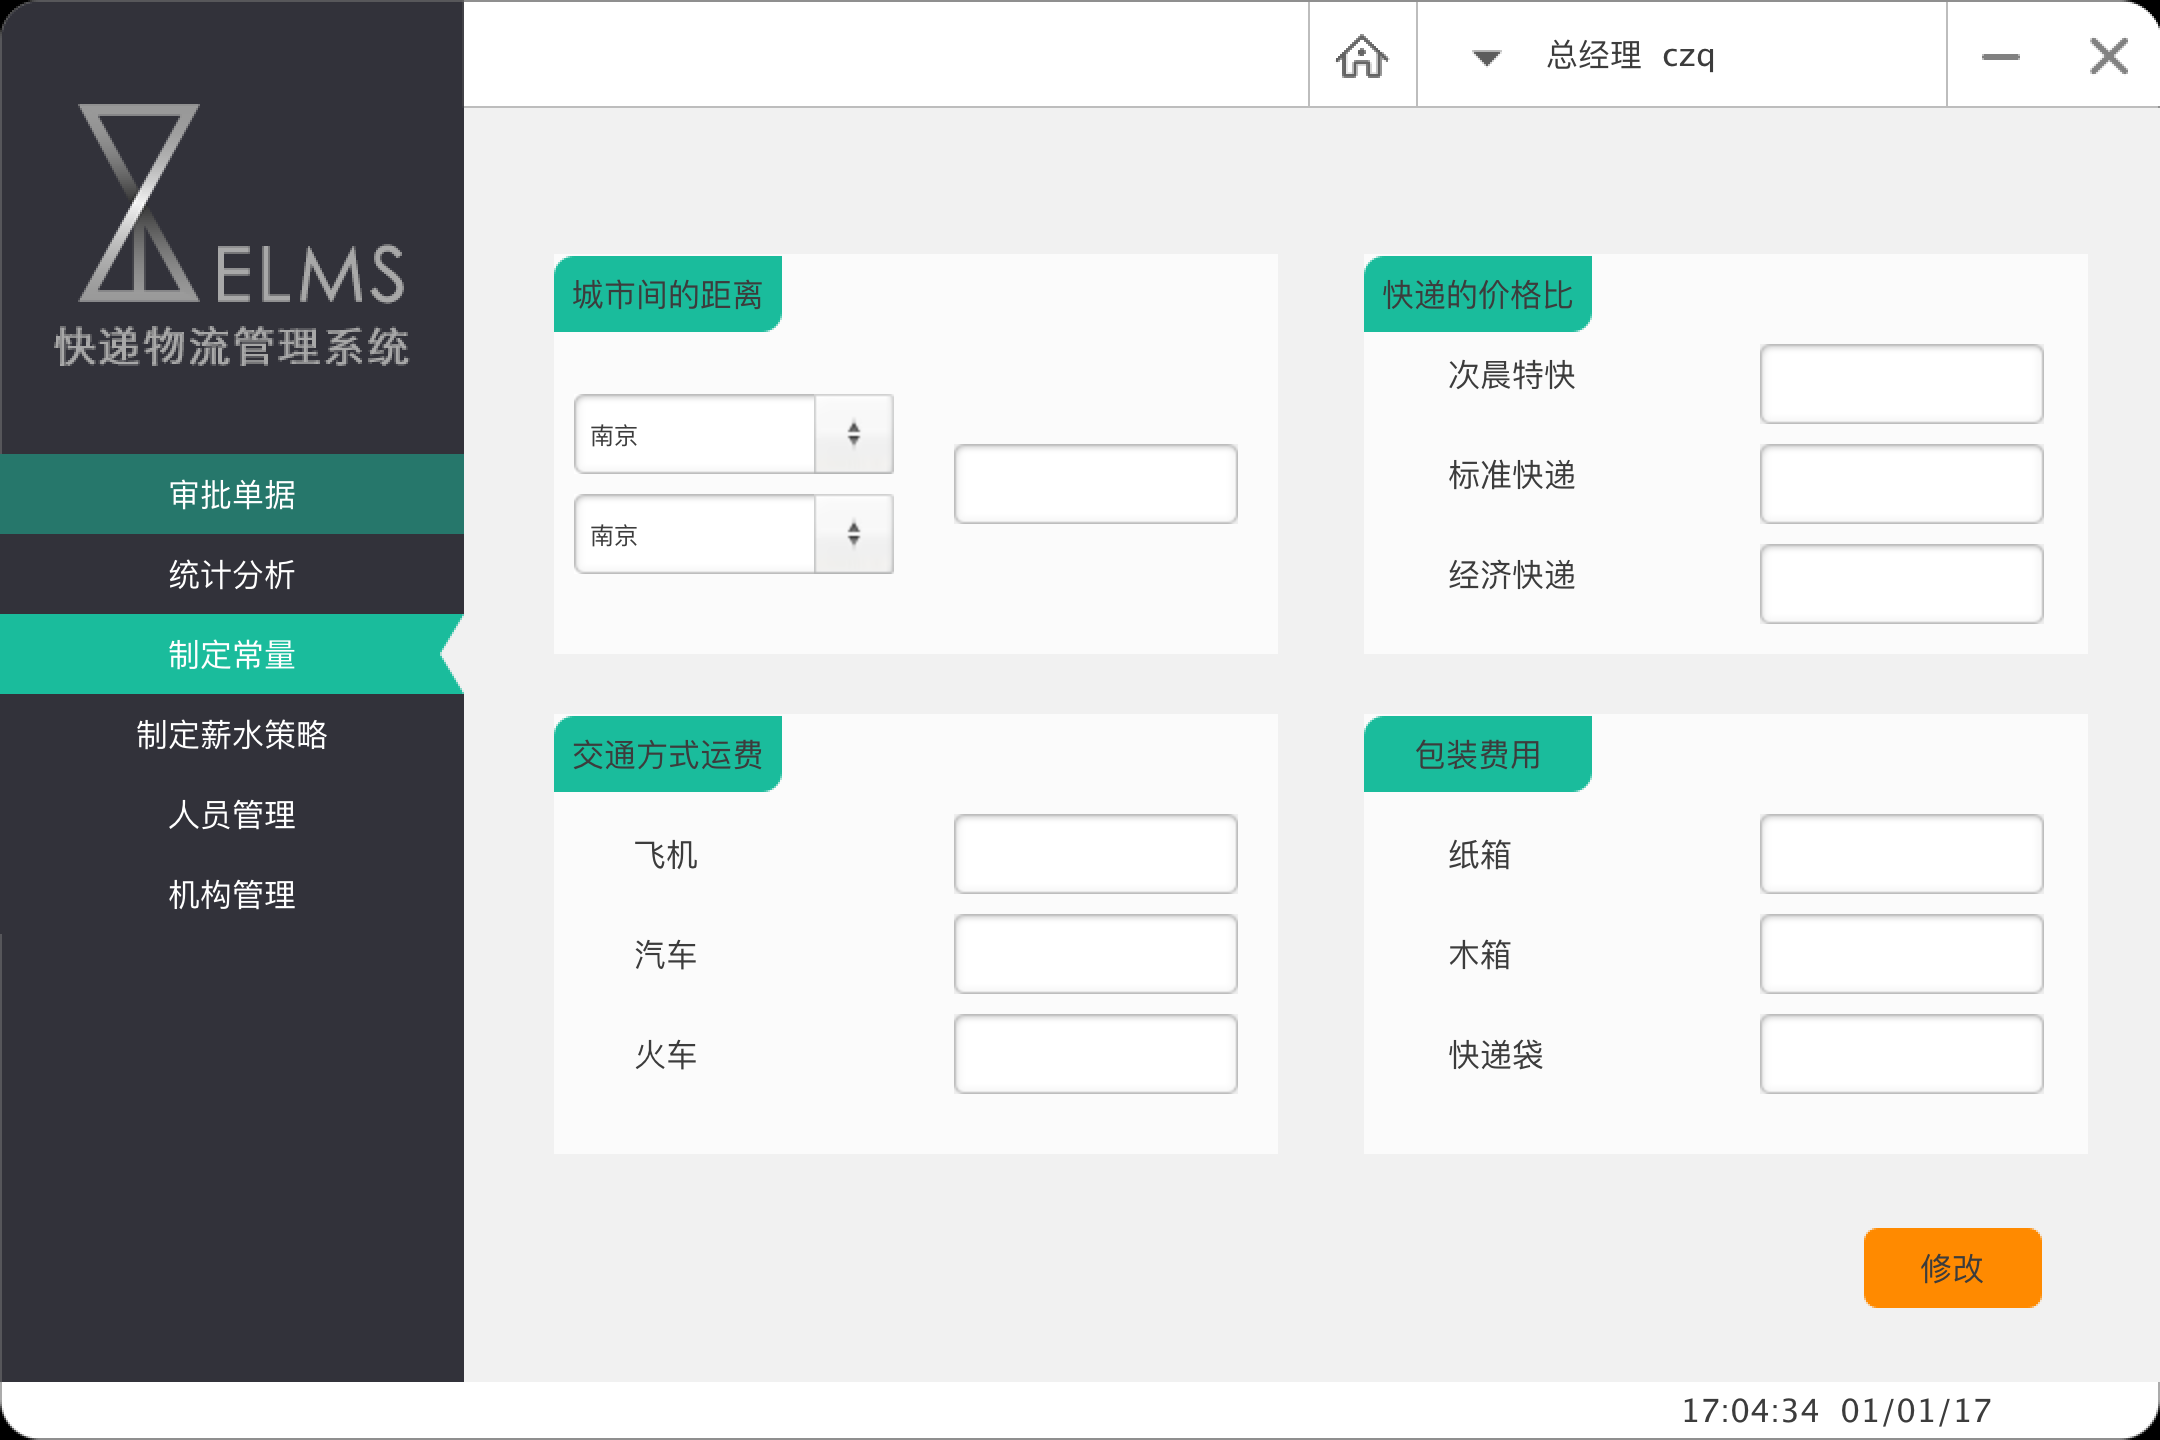 总经理 czq
ELMS
快递物流管理系统
审批单据
统计分析
制定常量
制定薪水策略
人员管理
机构管理
城市间的距离
南京
南京
快递的价格比
次晨特快
标准快递
经济快递
交通方式运费
飞机
汽车
火车
包装费用
纸箱
木箱
快递袋
修改
17:04:34 01/01/17